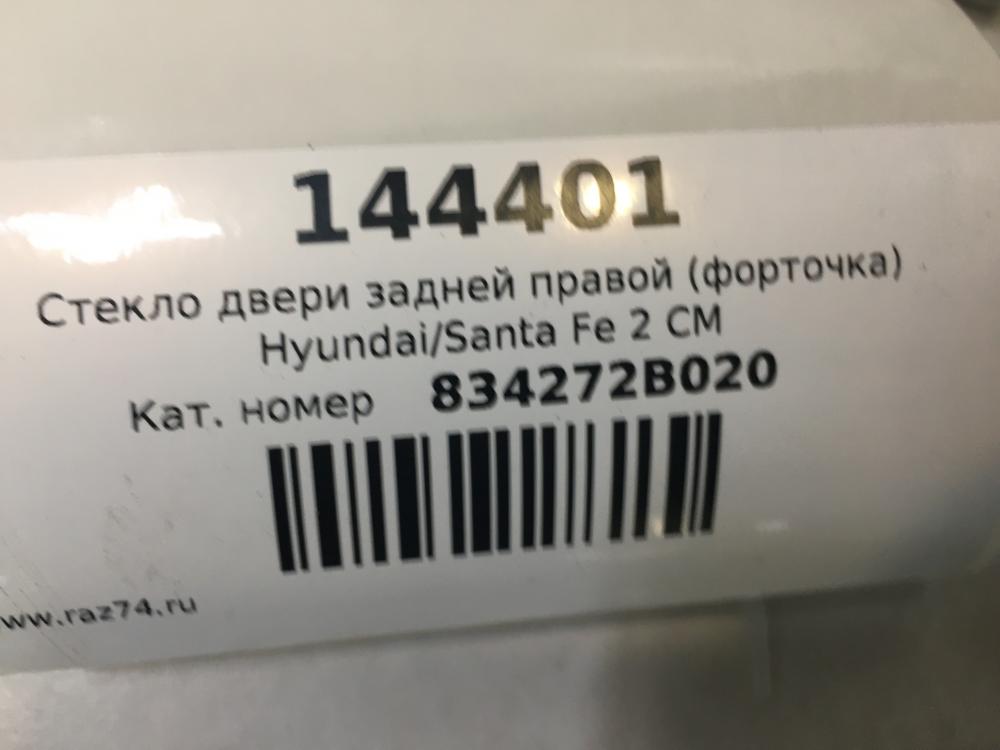 144401
Стекло двери задней правой (форточка)
Hyundai/Santa Fe 2 CM
Кат. номер 834272B020
www.raz74.ru